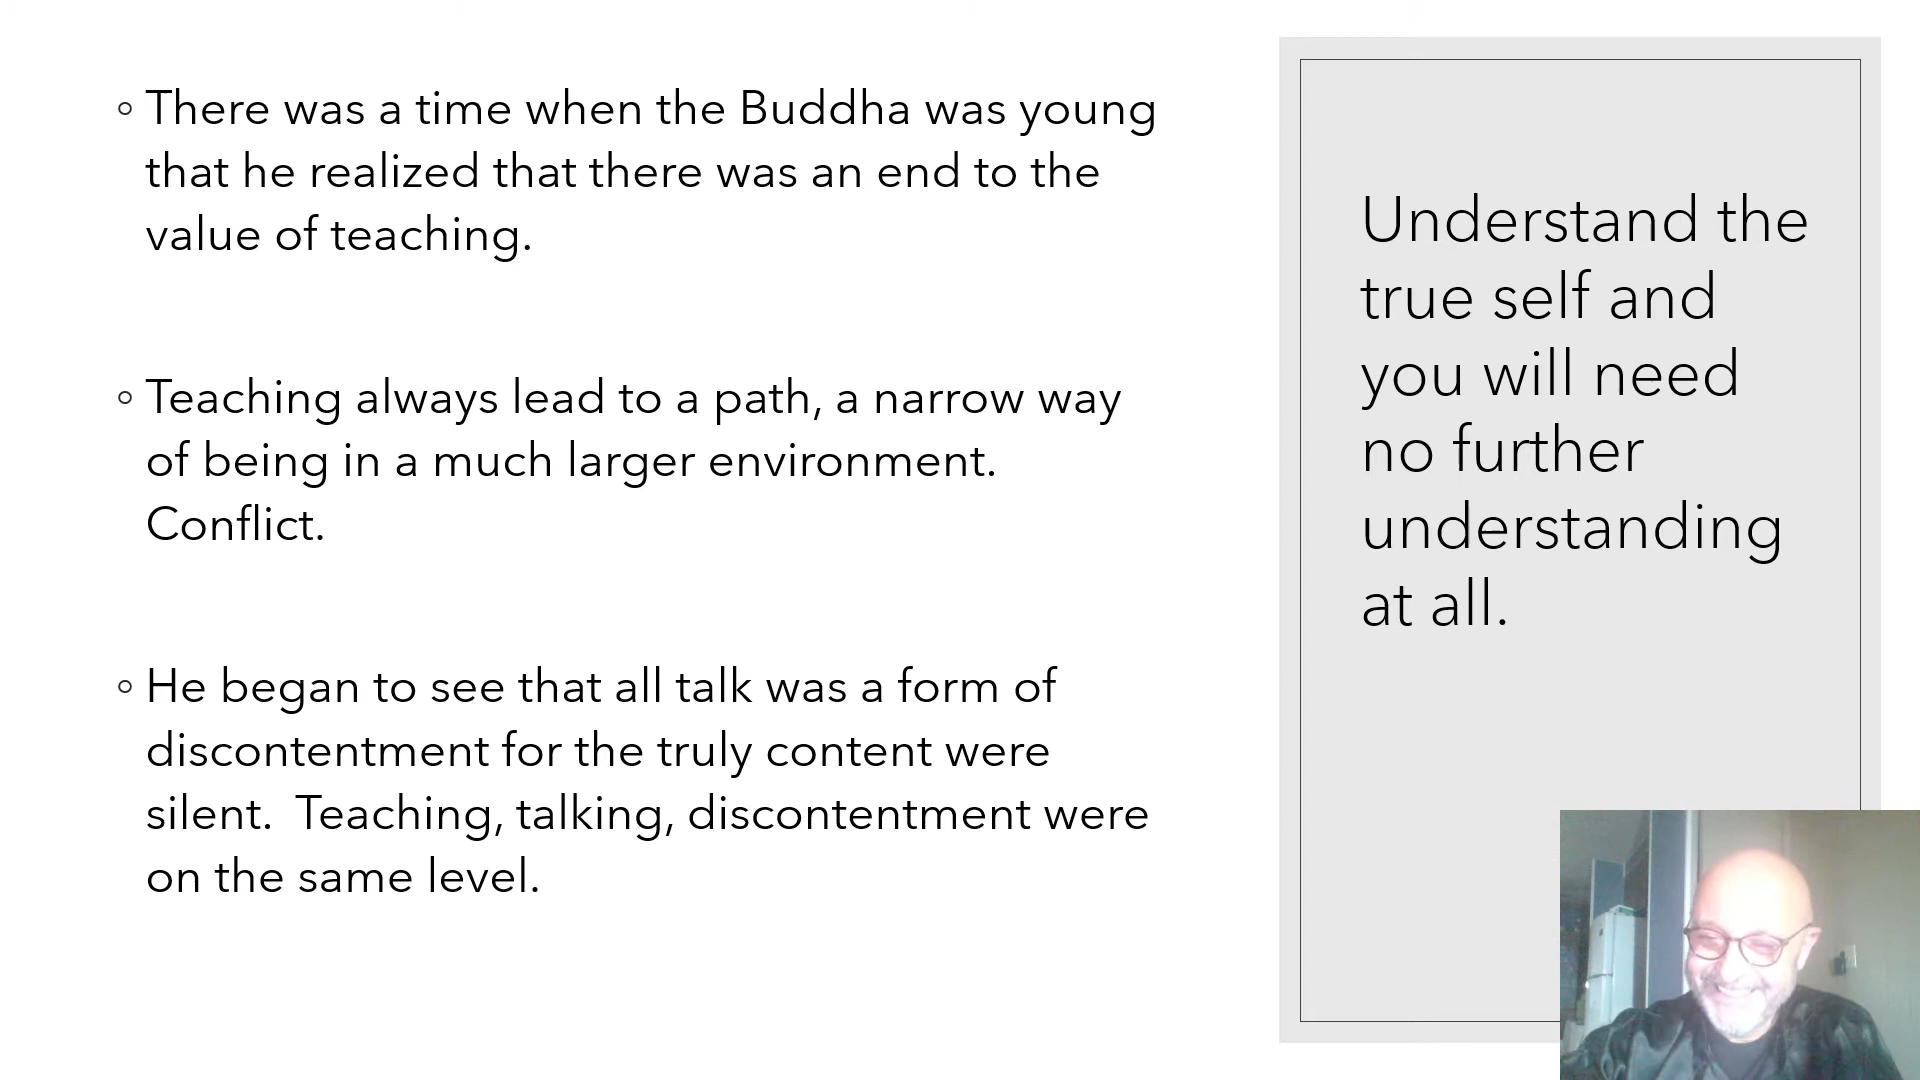 ◦ There was a time when the Buddha was young
that he realized that there was an end to the
value of teaching.
◦ Teaching always lead to a path, a narrow way
of being in a much larger environment.
Conflict.
◦ He began to see that all talk was a form of
discontentment for the truly content were
silent.  Teaching, talking, discontentment were
on the same level.
Understand the
true self and
you will need
no further
understanding
at all.